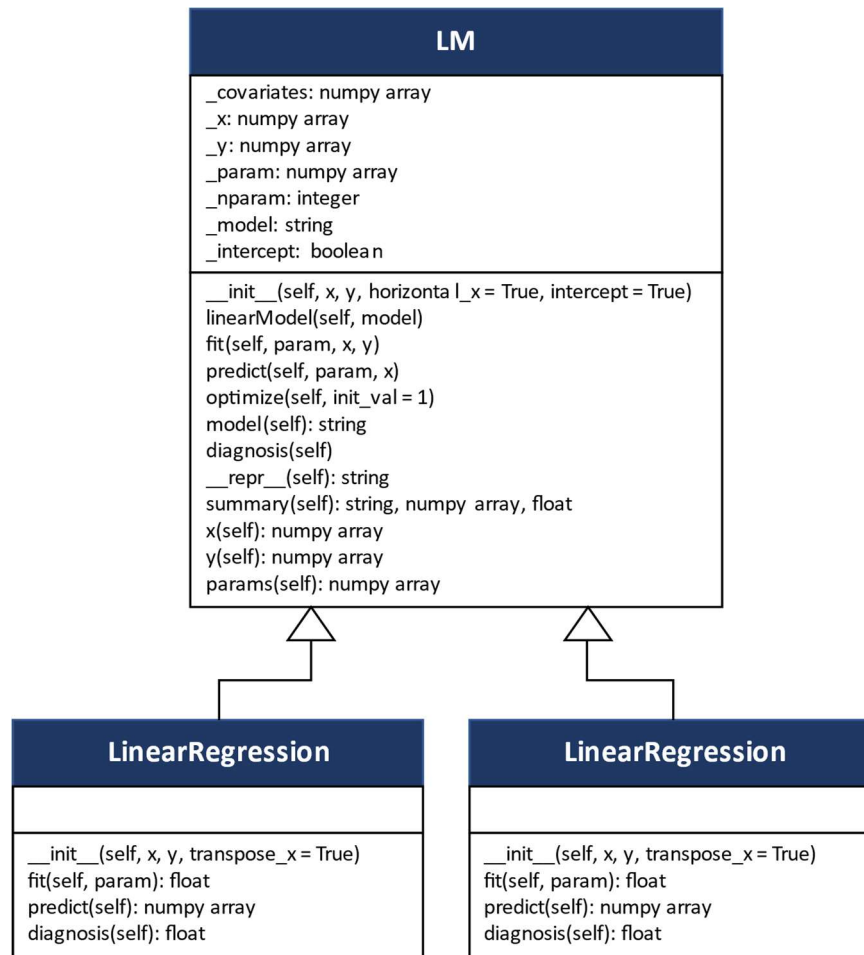 LM
_covariates: numpy array
_x: numpy array
_y: numpy array
_param: numpy array
_nparam: integer
_model: string
_intercept: boolean
__init__(self, x, y, horizonta l_x = True, intercept = True)
linearModel(self, model)
fit(self, param, x, y)
predict(self, param, x)
optimize(self, init_val = 1)
model(self): string
diagnosis(self)
__repr__(self): string
summary(self): string, numpy array, float
x(self): numpy array
y(self): numpy array
params(self): numpy array
LinearRegression
__init__(self, x, y, transpose_x = True)
fit(self, param): float
predict(self): numpy array
diagnosis(self): float
LinearRegression
__init__(self, x, y, transpose_x = True)
fit(self, param): float
predict(self): numpy array
diagnosis(self): float